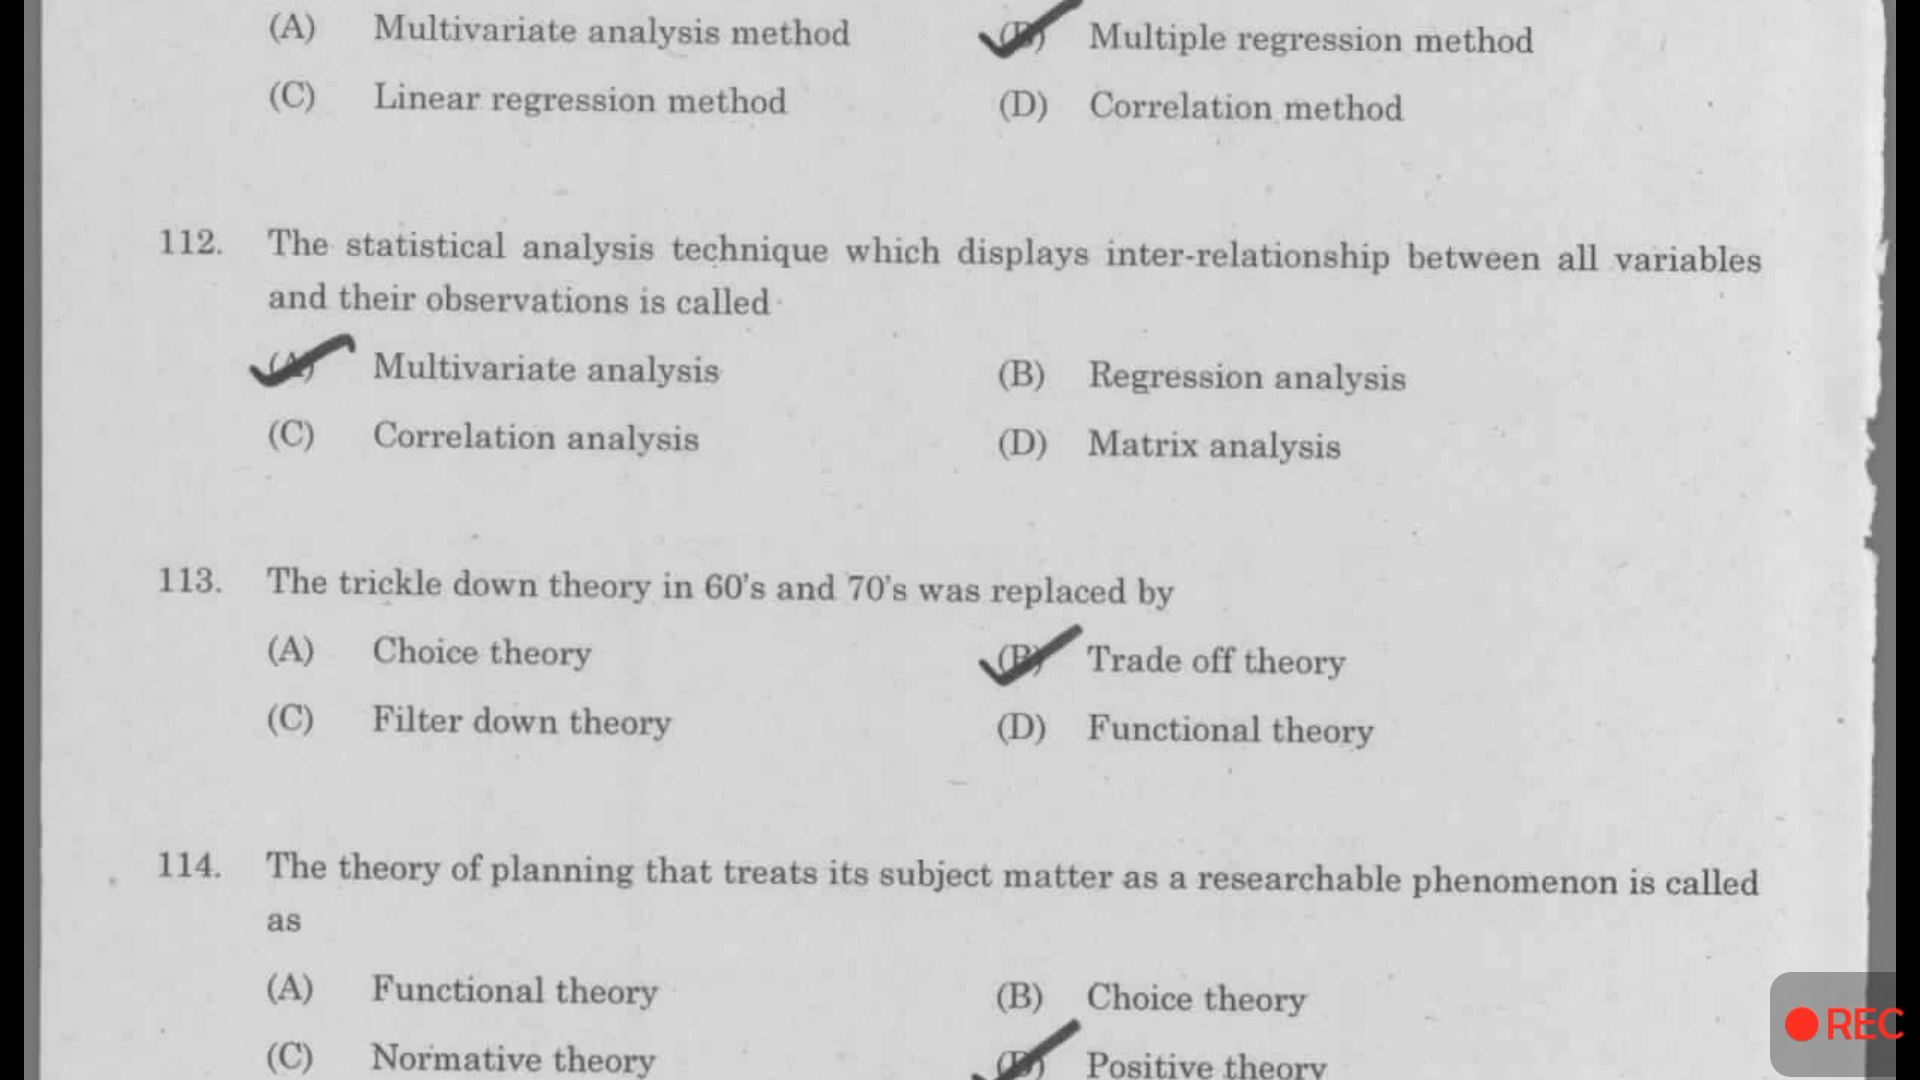 (A) Multivariate analysis method (B) Multiple regression method
(C) Linear regression method (D) Correlation method
112. The statistical analysis technique which displays inter-relationship between all variables
and their observations is called
(A) Multivariate analysis (B) Regression analysis
(C) Correlation analysis (D) Matrix analysis
113. The trickle down theory in 60's and 70's was replaced by
(A) Choice theory (B) Trade off theory
(C) Filter down theory (D) Functional theory
114. The theory of planning that treats its subject matter as a researchable phenomenon is called
as
(A) Functional theory (B) Choice theory
(C) Normative theory (D) Positive theory
REC